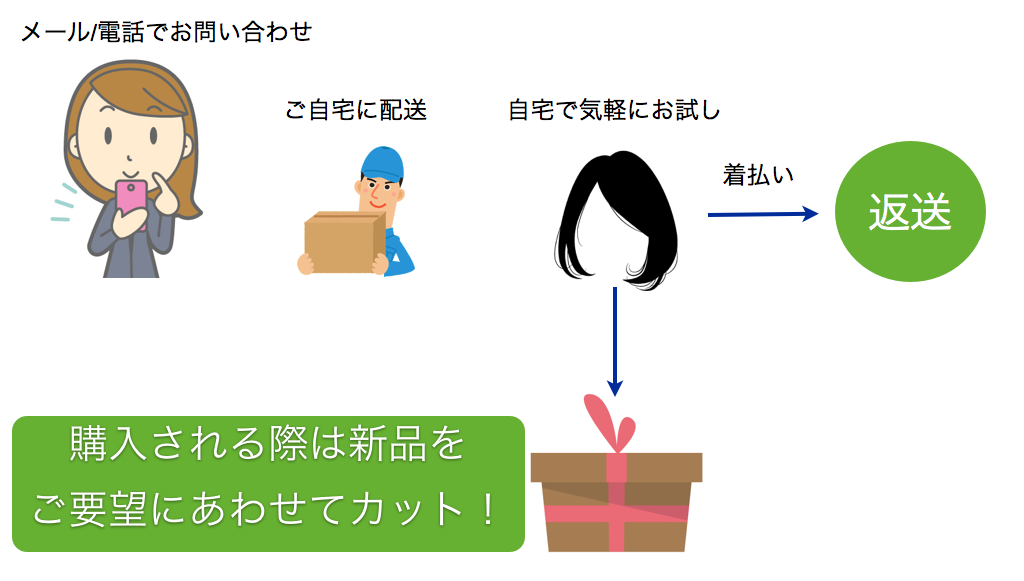 メール/電話でお問い合わせ
ご自宅に配送
自宅で気軽にお試し
着払い
返送
購入される際は新品を
ご要望にあわせてカット！